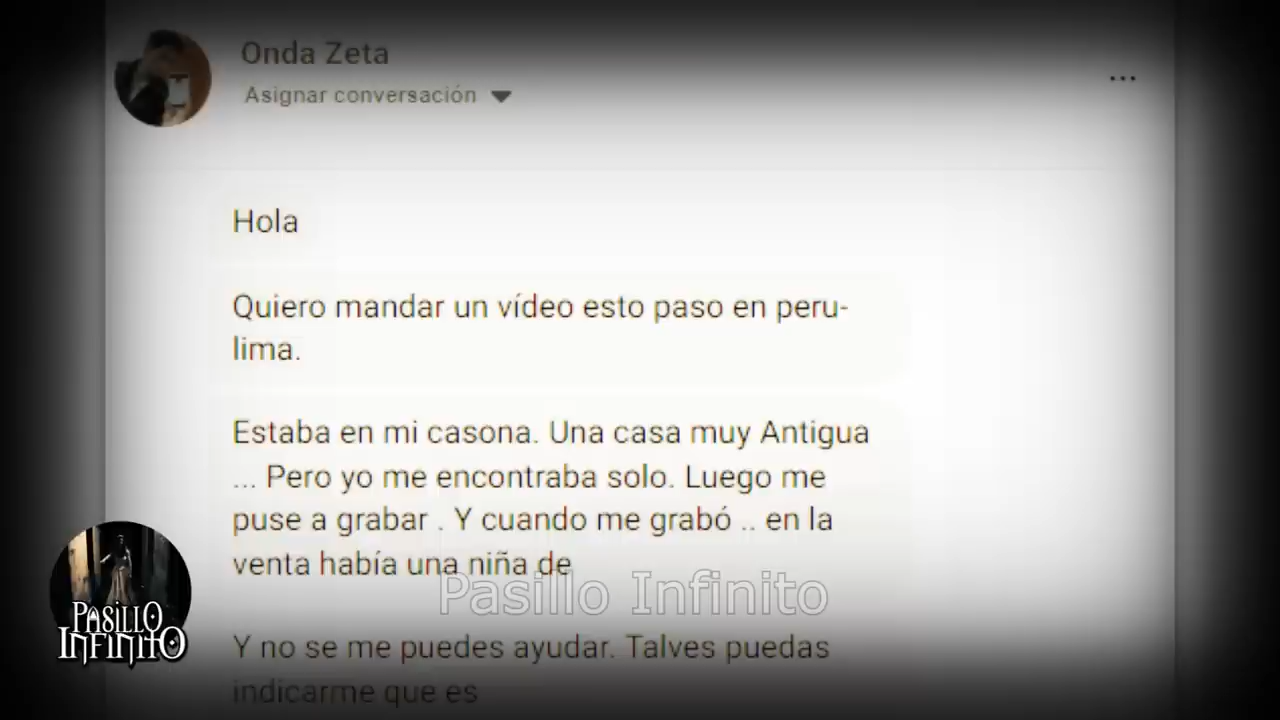 Onda Zeta
Asignar conversación
Hola
Quiero mandar un vídeo esto paso en peru-
lima.
Estaba en mi casona. Una casa muy Antigua
... Pero yo me encontraba solo. Luego me
puse a grabar . Y cuando me grabó .. en la
venta había una niña de
Pasillo Infinito
PASILLO
INFINITO
Y no se me puedes ayudar. Talves puedas
indicarme que es